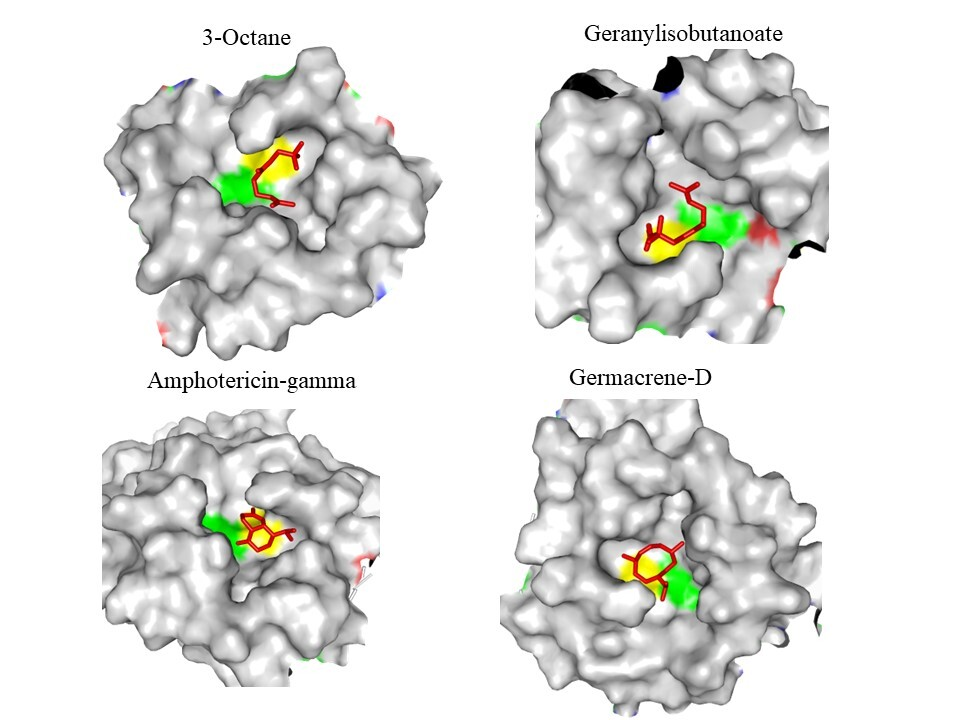 3-Octane
Geranylisobutanoate
Amphotericin-gamma
Germacrene-D